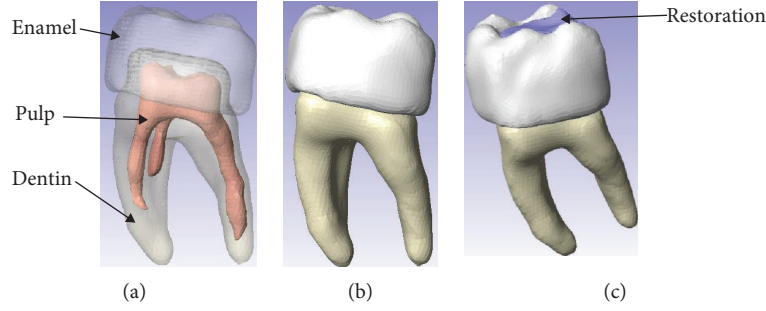 Enamel
Restoration
Pulp
Dentin
(a)
(b)
(c)